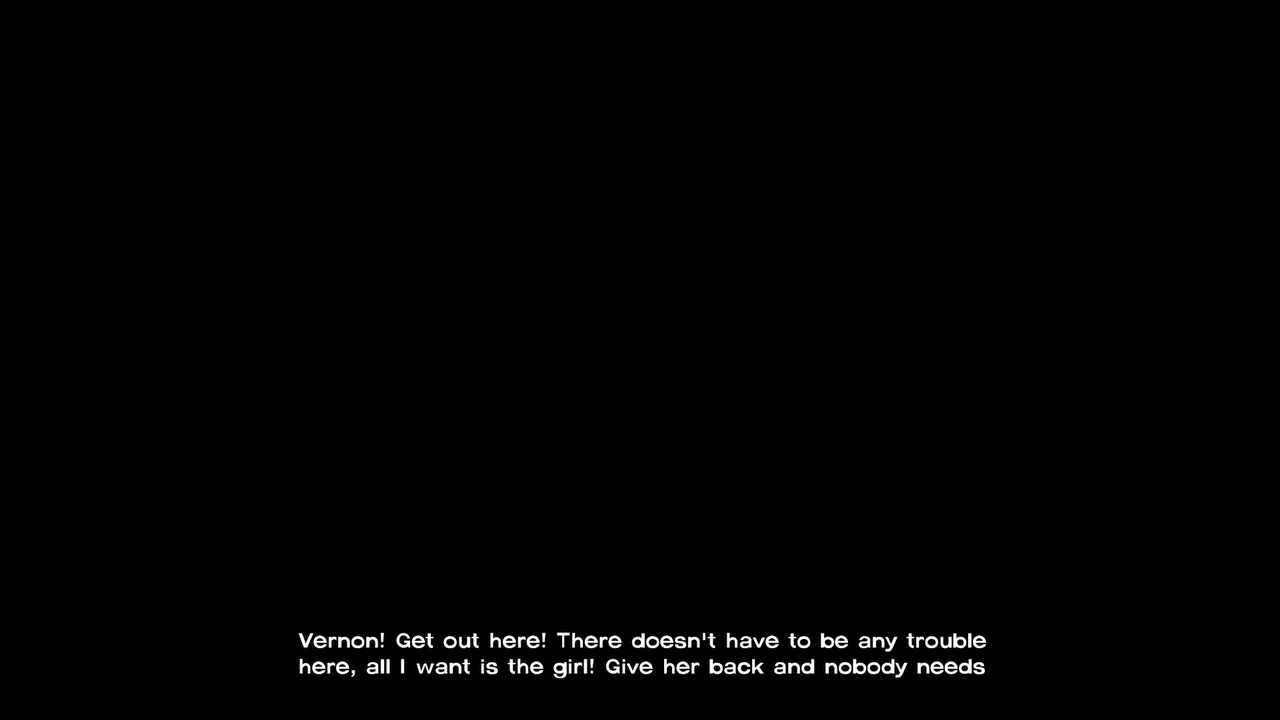 Vernon! Get out here! There doesn't have to be any trouble
here, all I want is the girl! Give her back and nobody needs